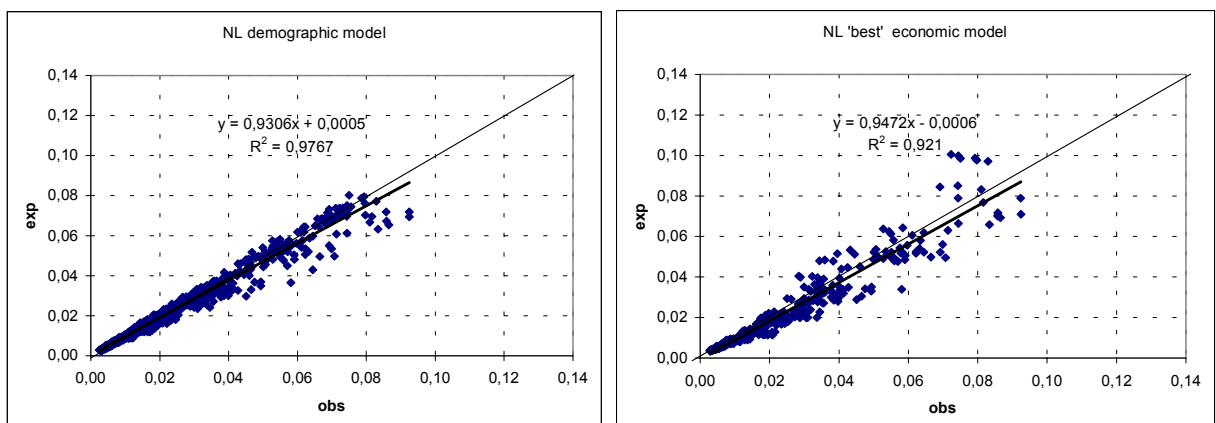 NL demographic model
0,14
0,12
0,10
0,08
0,06
0,04
0,02
0,00
exp
y = 0,9306x + 0,0005
R² = 0,9767
0,00 0,02 0,04 0,06 0,08 0,10 0,12 0,14
obs
NL 'best' economic model
0,14
0,12
0,10
0,08
0,06
0,04
0,02
0,00
exp
y = 0,9472x - 0,0006
R² = 0,921
0,00 0,02 0,04 0,06 0,08 0,10 0,12 0,14
obs